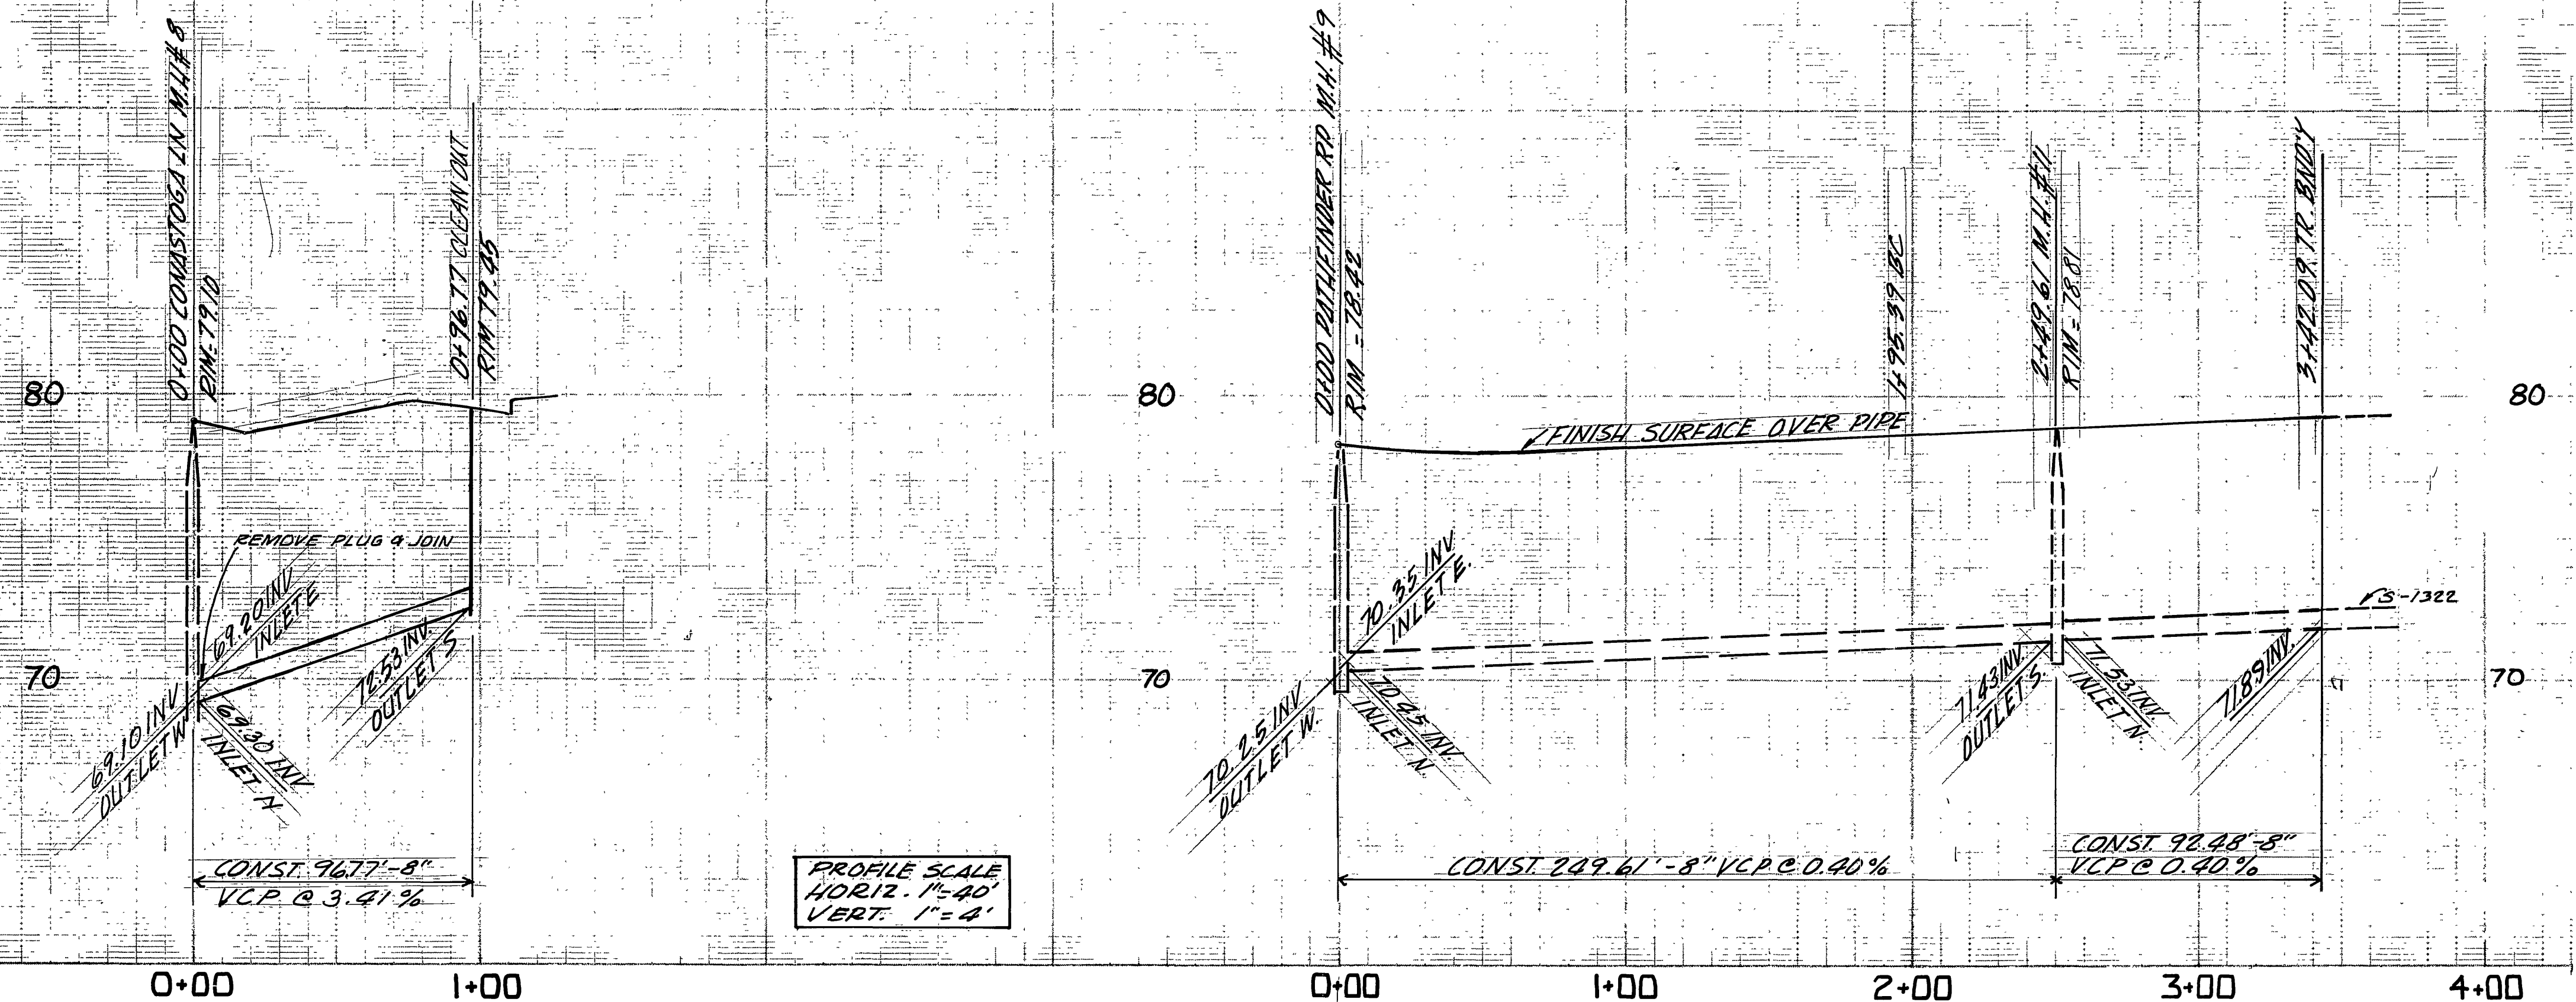 0+00 CONASTOGA LN M.H.#8
RIM=79.10
0+96.77 CLEAN OUT
RIM 79.45
80
REMOVE PLUG & JOIN
69.20 INV
INLET E
70
72.53 INV
OUTLET S
69.10 INV
OUTLET W
69.30 INV
INLET N
CONST. 96.77'-8"
VCP. @ 3.41%
PROFILE SCALE
HORIZ. 1"=40'
VERT. 1"=4'
0+00 PATHFINDER RD. M.H.#9
RIM = 78.42
1+95.39 BC
2+49.61 M.H.#11
RIM = 78.81
3+42.09 TR. BNDY
80
80
FINISH SURFACE OVER PIPE
70.35 INV
INLET E.
S-1322
70
70
70.25 INV
OUTLET W.
70.45 INV.
INLET N.
71.43 INV
OUTLET S.
71.53 INV
INLET N.
71.89 INV.
CONST. 249.61'-8" VCP @ 0.40%
CONST. 92.48'-8"
VCP @ 0.40%
0+00
1+00
0+00
1+00
2+00
3+00
4+00